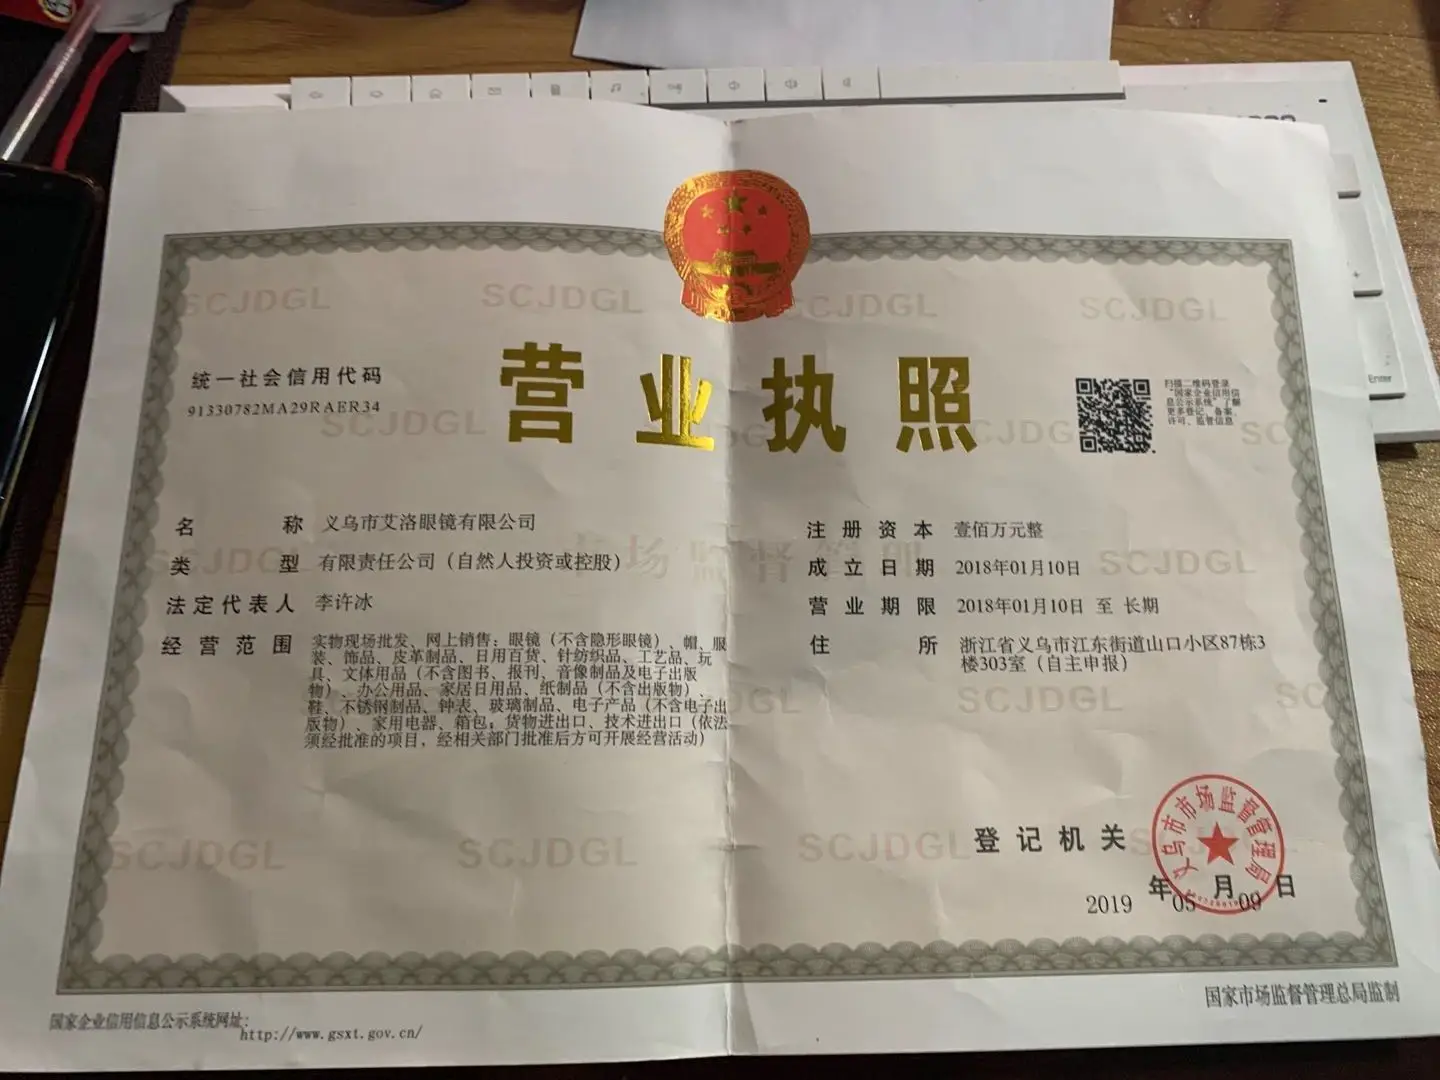 SCJDGL SCJDGL SCJDGL SCJDGL
营业执照
统一社会信用代码
91330782MA29RAER34
扫描二维码登录
“国家企业信用信
息公示系统”了解
更多登记、备案、
许可、监管信息
Enter
名称 义乌市艾洛眼镜有限公司
类型 有限责任公司（自然人投资或控股）
法定代表人 李许冰
经营范围 实物现场批发、网上销售：眼镜（不含隐形眼镜）、帽、服
装、饰品、皮革制品、日用百货、针纺织品、工艺品、玩
具、文体用品（不含图书、报刊、音像制品及电子出版
物）、办公用品、家居日用品、纸制品（不含出版物）、
鞋、不锈钢制品、钟表、玻璃制品、电子产品（不含电子出
版物）、家用电器、箱包；货物进出口、技术进出口（依法
须经批准的项目，经相关部门批准后方可开展经营活动）
注册资本 壹佰万元整
成立日期 2018年01月10日
营业期限 2018年01月10日 至 长期
住所 浙江省义乌市江东街道山口小区87栋3
楼303室（自主申报）
市场监督管理
SCJDGL
SCJDGL
SCJDGL SCJDGL SCJDGL
登记机关
义乌市市场监督管理局
2019 年 05 月 09 日
国家企业信用信息公示系统网址：
http://www.gsxt.gov.cn/
国家市场监督管理总局监制